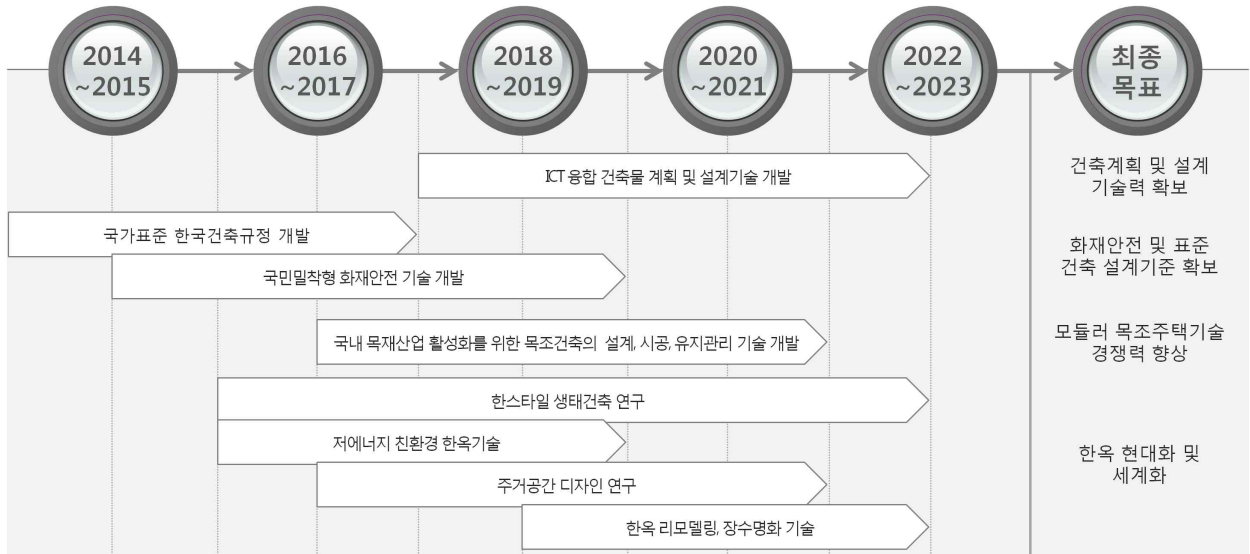 2014
~2015
2016
~2017
2018
~2019
2020
~2021
2022
~2023
최종
목표
ICT 융합 건축물 계획 및 설계기술 개발
건축계획 및 설계
기술력 확보
국가표준 한국건축규정 개발
국민밀착형 화재안전 기술 개발
화재안전 및 표준
건축 설계기준 확보
국내 목재산업 활성화를 위한 목조건축의 설계, 시공, 유지관리 기술 개발
모듈러 목조주택기술
경쟁력 향상
한스타일 생태건축 연구
저에너지 친환경 한옥기술
주거공간 디자인 연구
한옥 리모델링, 장수명화 기술
한옥 현대화 및
세계화